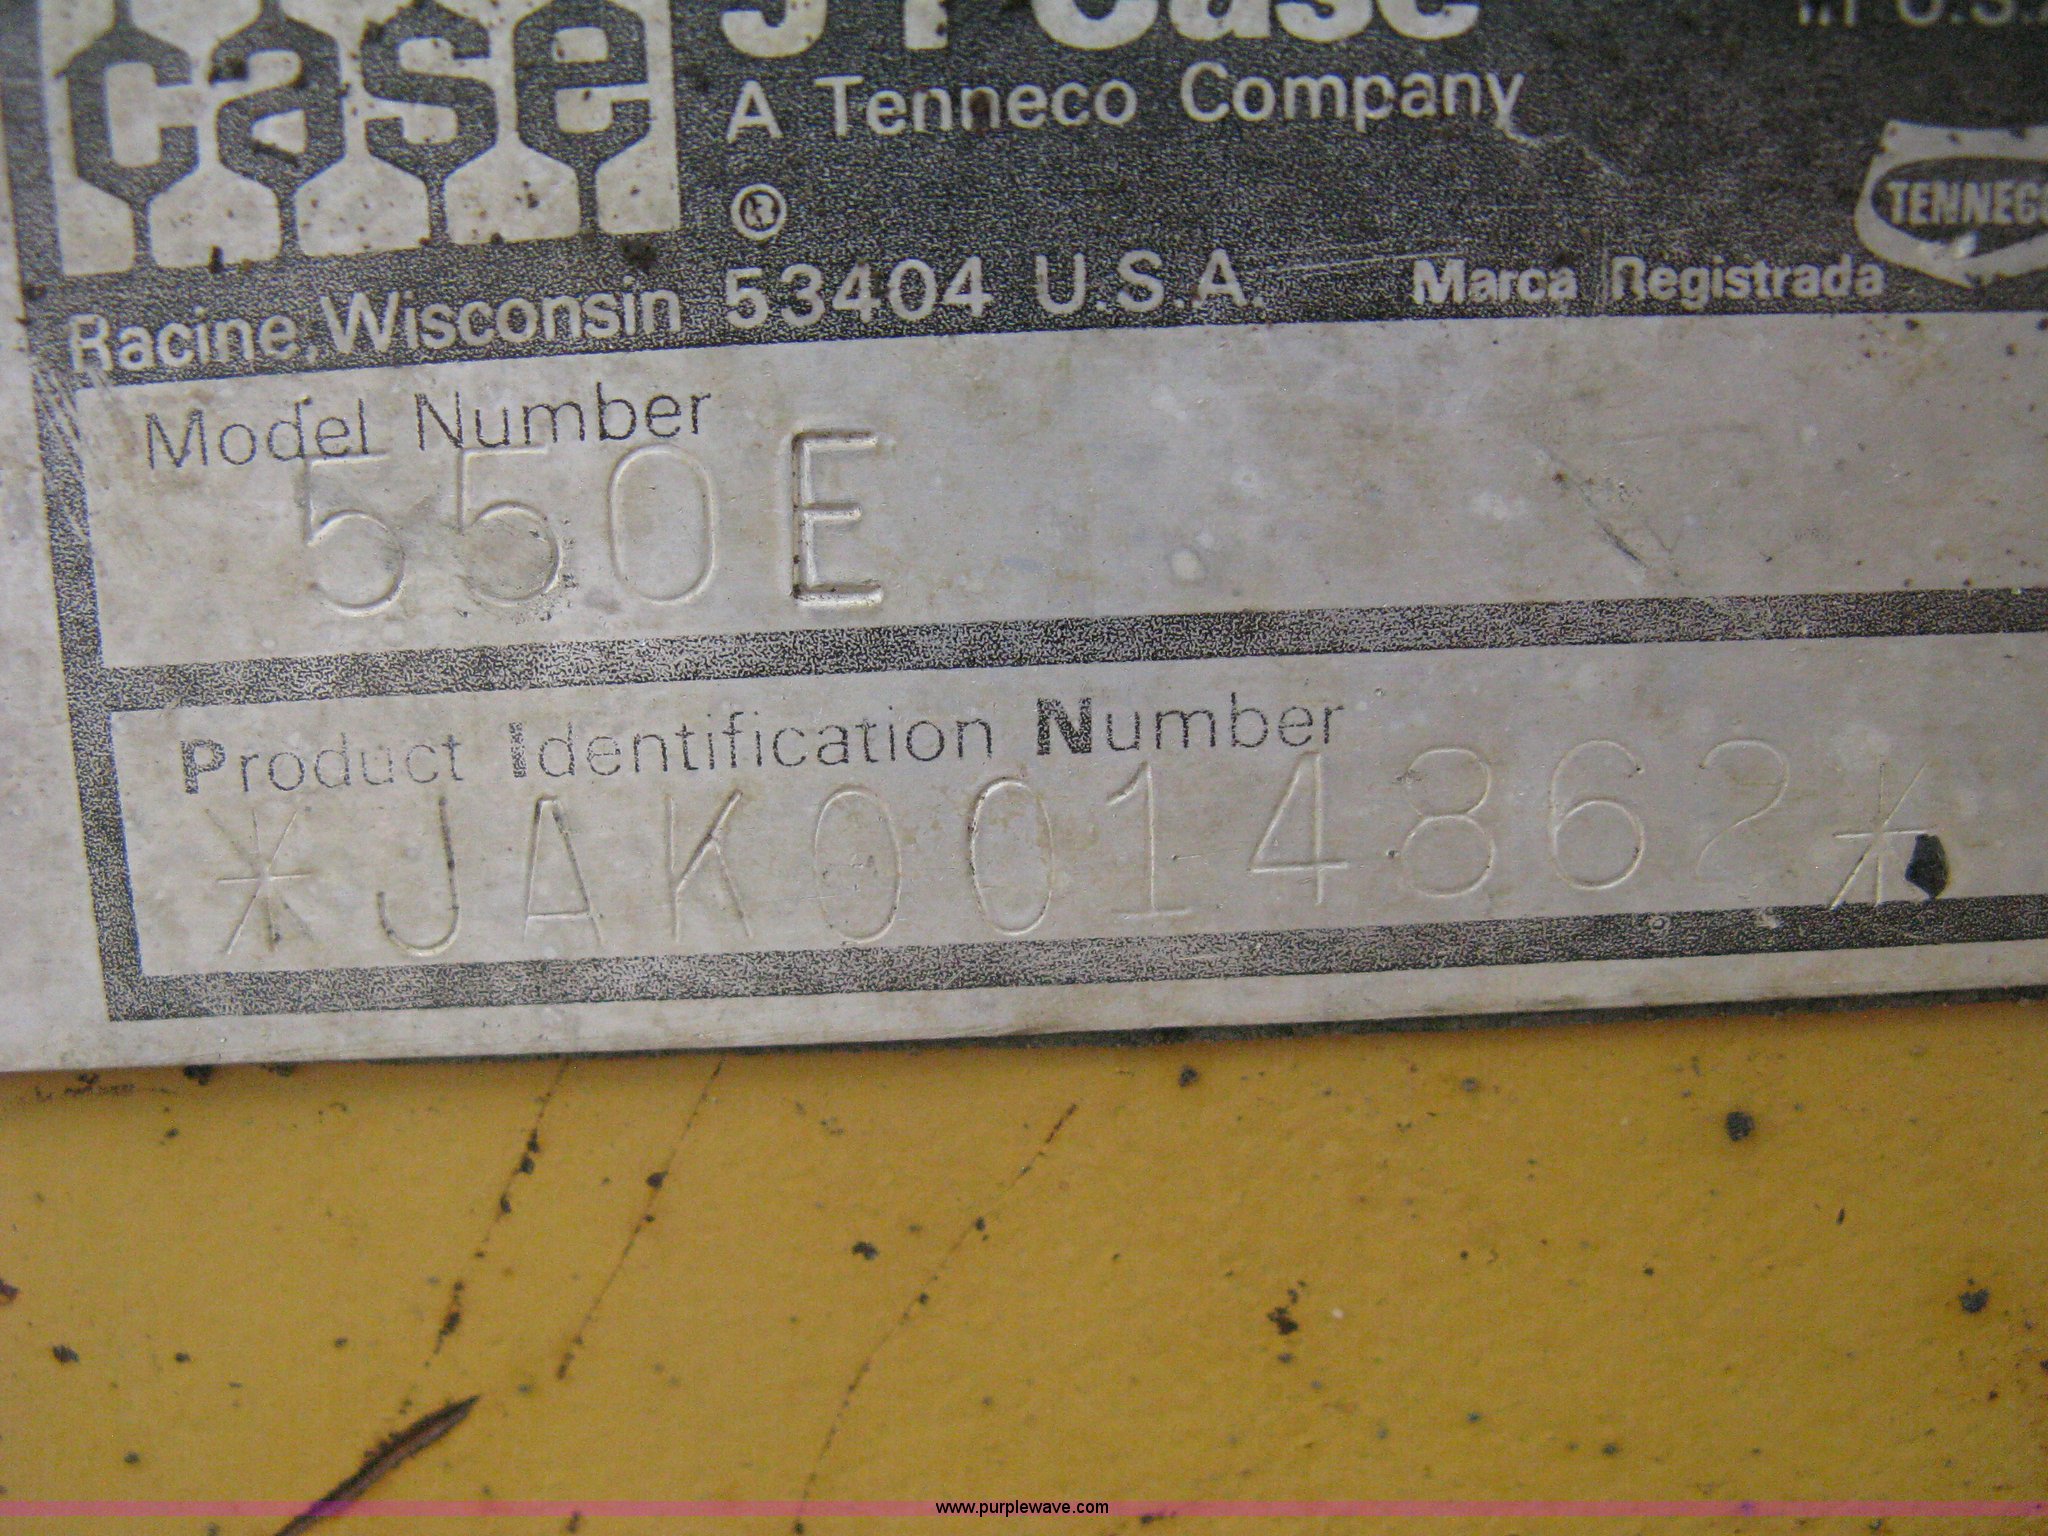 case
J I Case
A Tenneco Company
®
TENNECO
Racine, Wisconsin 53404 U.S.A.
Marca Registrada
Model Number
550E
Product Identification Number
*JAK0014862*
www.purplewave.com